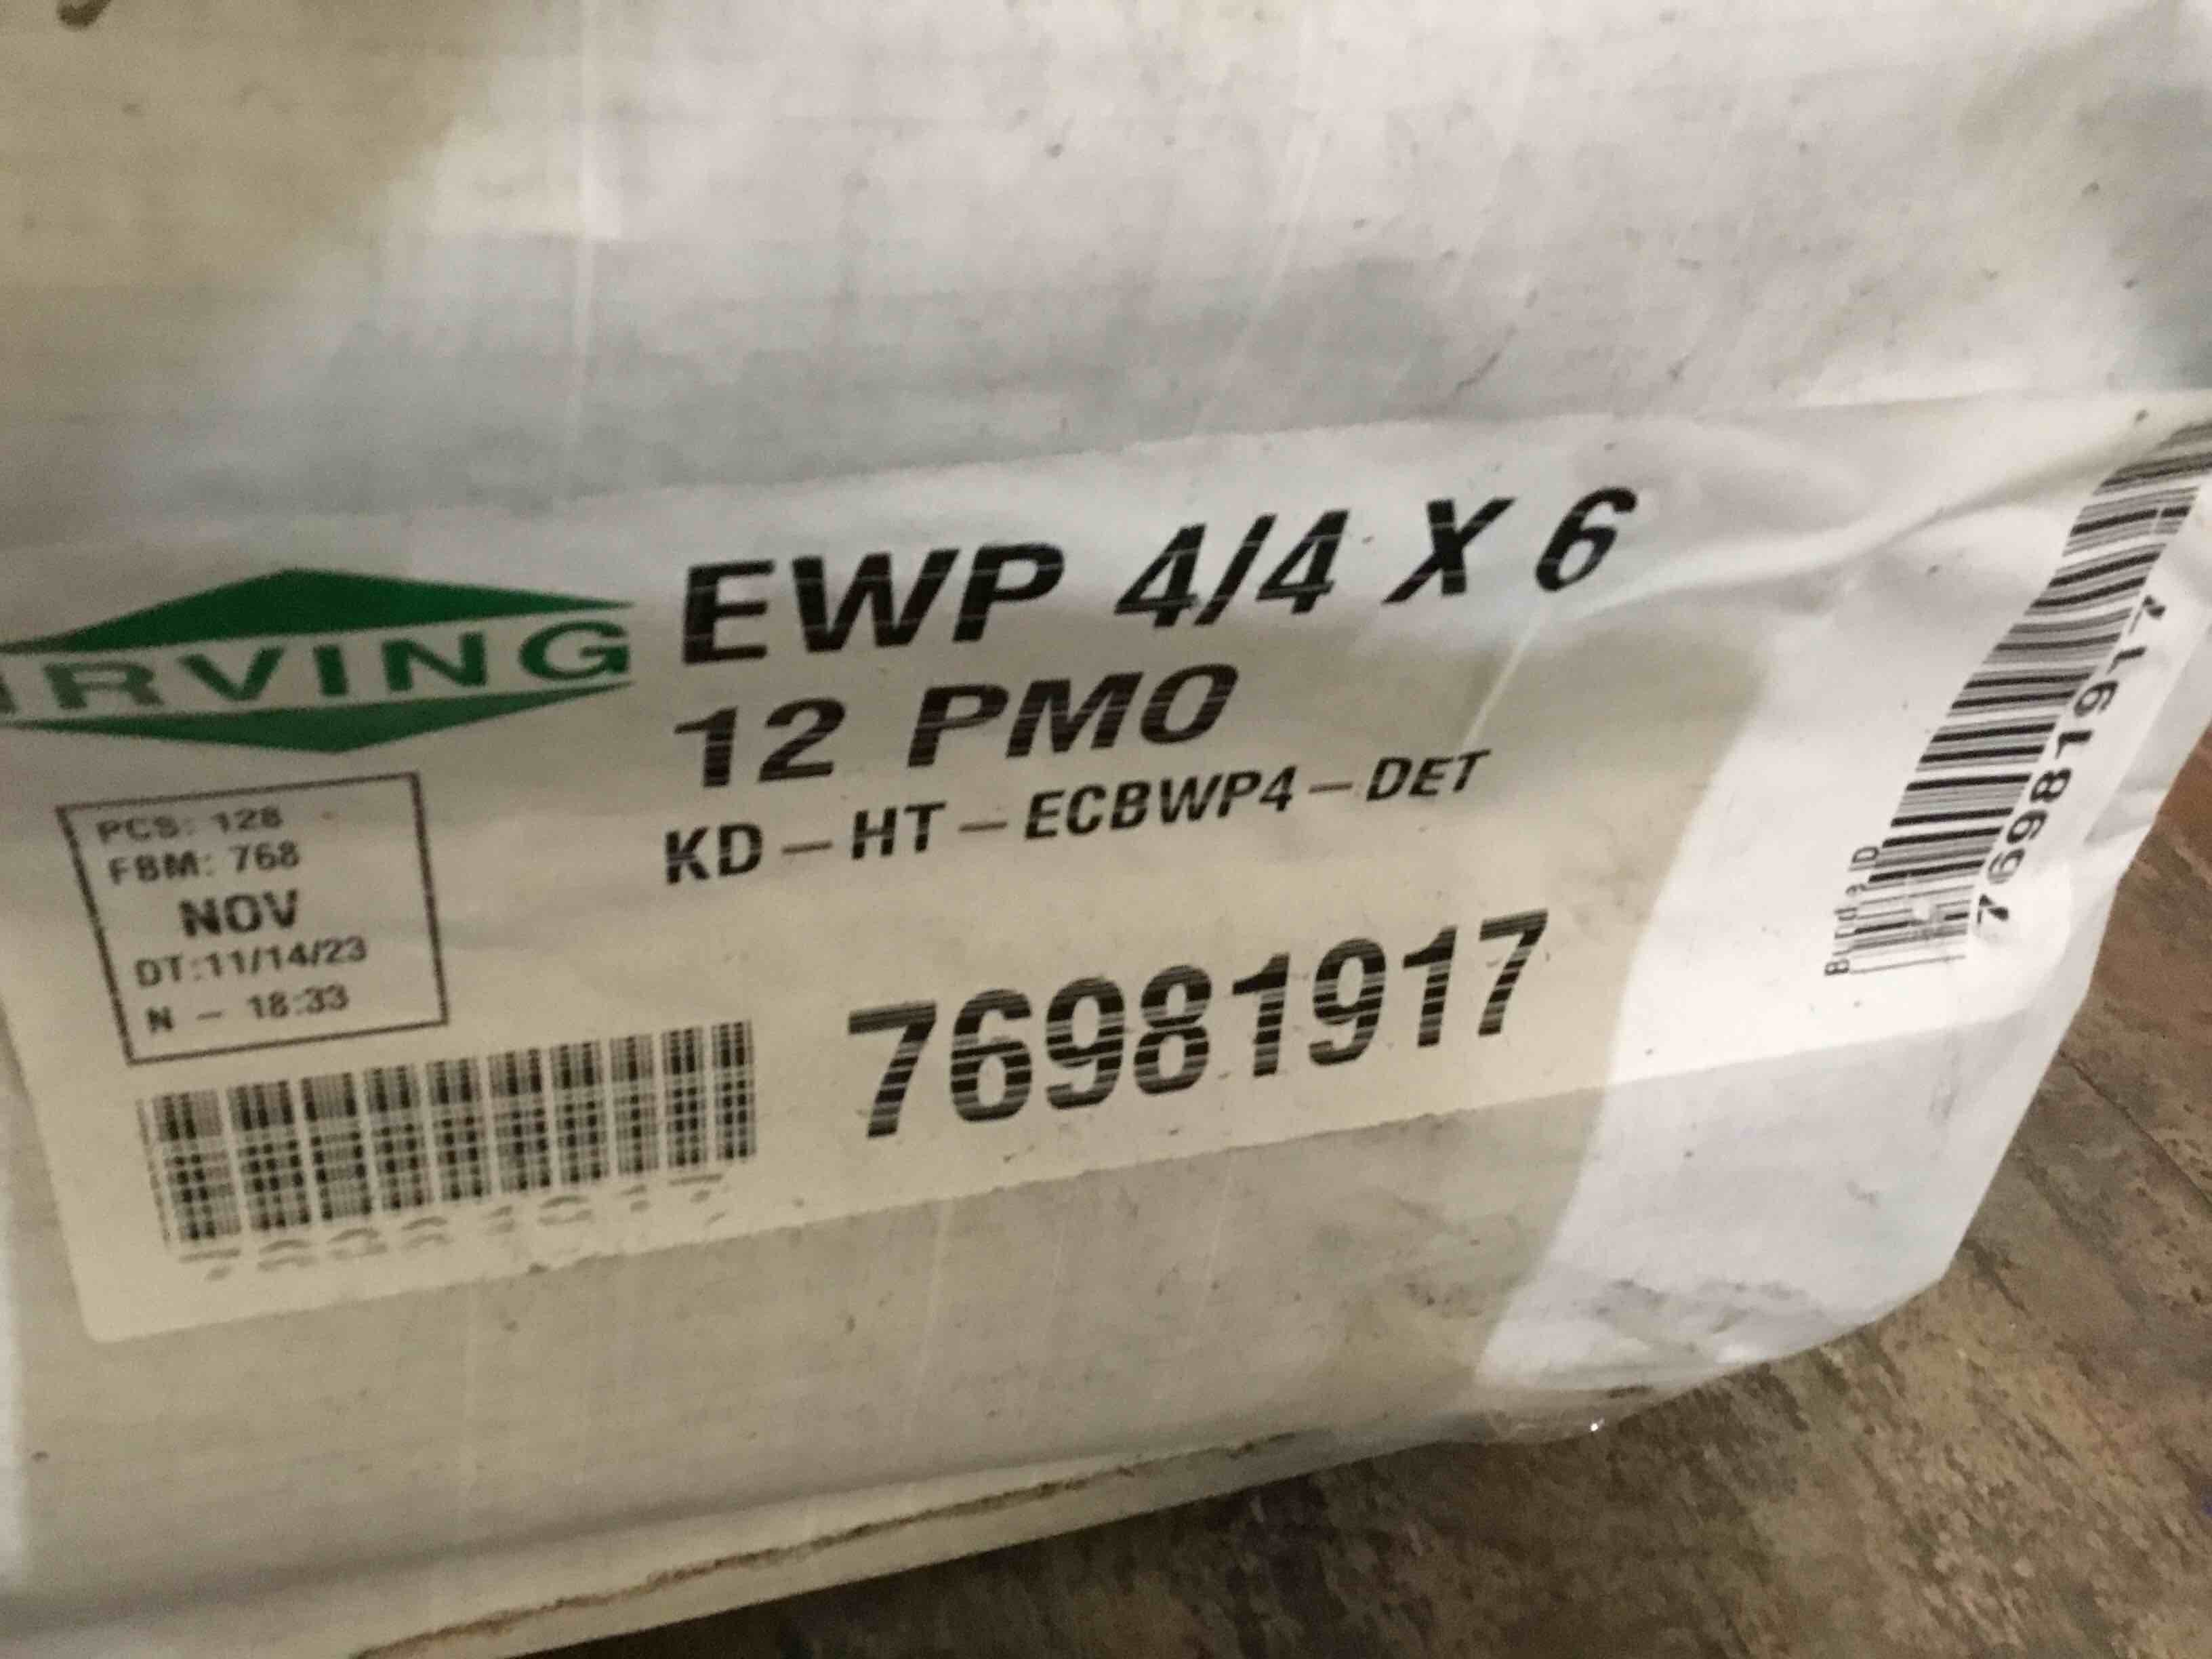 IRVING
EWP 4/4 X 6
12 PMO
KD-HT-ECBWP4-DET
PCS: 128
FBM: 768
NOV
DT:11/14/23
N - 18:33
76981917
76981917
76981917